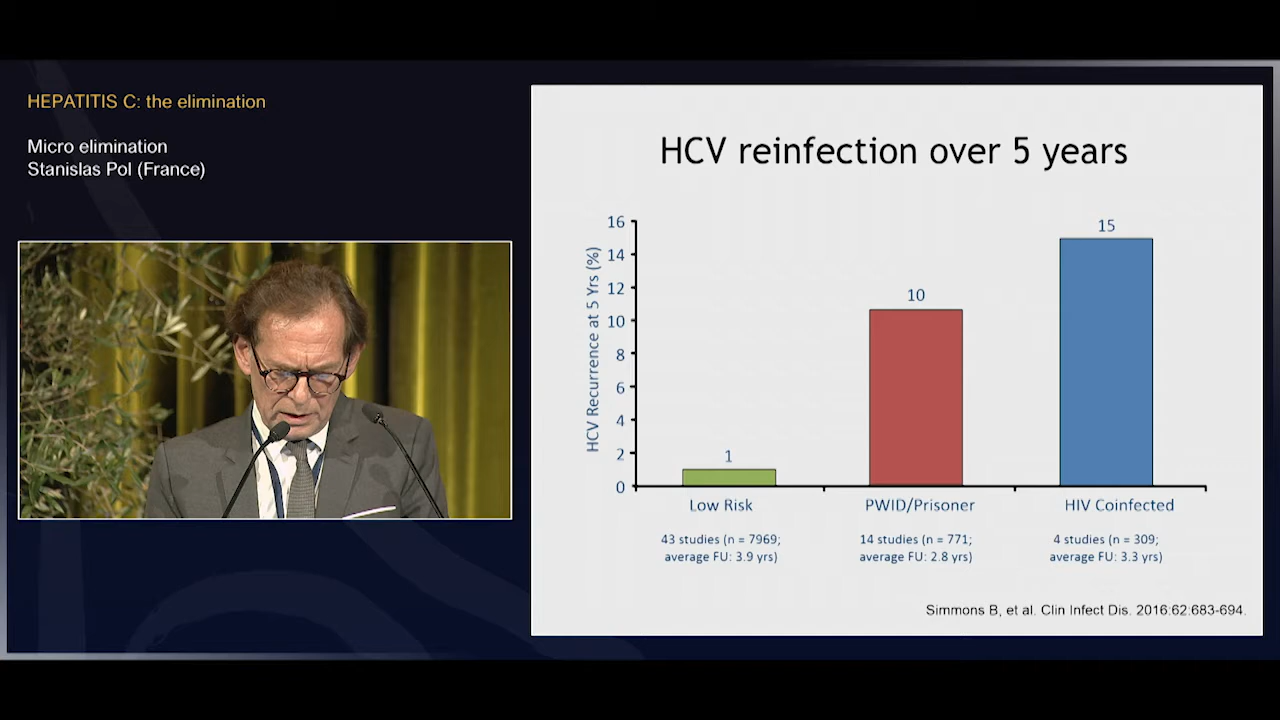 HEPATITIS C: the elimination
Micro elimination
Stanislas Pol (France)
HCV reinfection over 5 years
HCV Recurrence at 5 Yrs (%)
16
14
12
10
8
6
4
2
0
1
10
15
Low Risk
PWID/Prisoner
HIV Coinfected
43 studies (n = 7969;
average FU: 3.9 yrs)
14 studies (n = 771;
average FU: 2.8 yrs)
4 studies (n = 309;
average FU: 3.3 yrs)
Simmons B, et al. Clin Infect Dis. 2016:62:683-694.